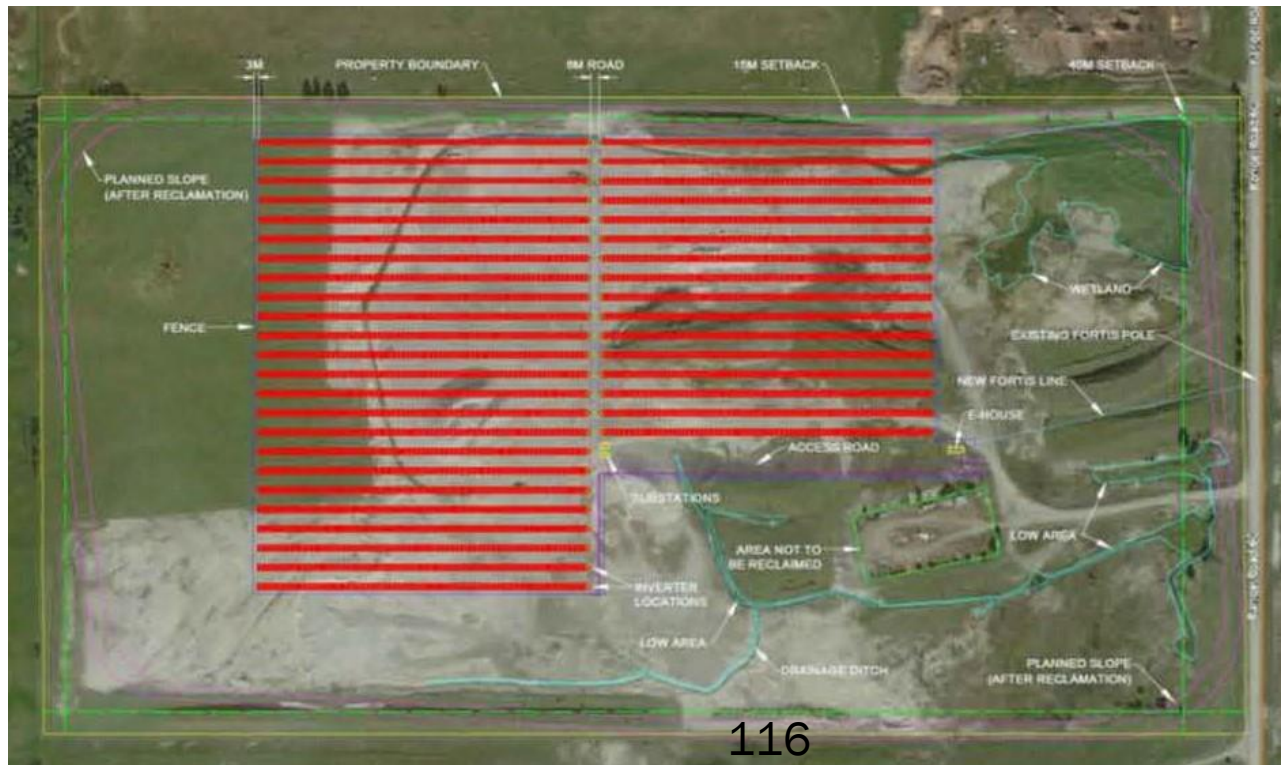 3M
PROPERTY BOUNDARY
8M ROAD
15M SETBACK
40M SETBACK
PLANNED SLOPE
(AFTER RECLAMATION)
FENCE
WETLAND
EXISTING FORTIS POLE
NEW FORTIS LINE
E-HOUSE
ACCESS ROAD
SUBSTATIONS
LOW AREA
AREA NOT TO
BE RECLAIMED
INVERTER
LOCATIONS
LOW AREA
DRAINAGE DITCH
PLANNED SLOPE
(AFTER RECLAMATION)
116